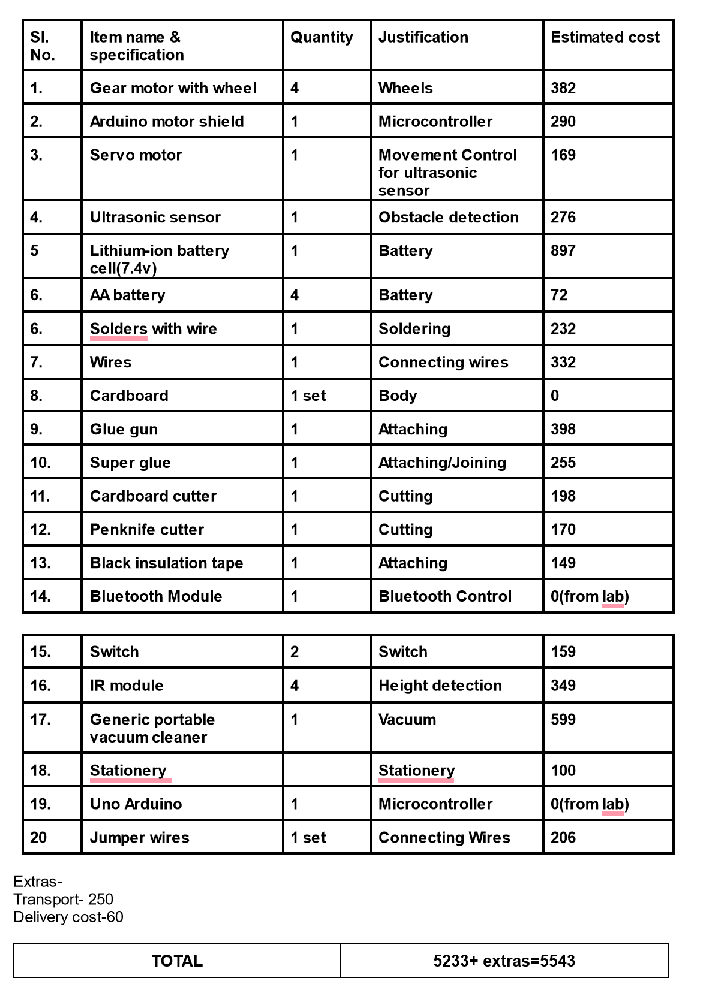 Sl. No. Item name & specification Quantity Justification Estimated cost
1. Gear motor with wheel 4 Wheels 382
2. Arduino motor shield 1 Microcontroller 290
3. Servo motor 1 Movement Control for ultrasonic sensor 169
4. Ultrasonic sensor 1 Obstacle detection 276
5 Lithium-ion battery cell(7.4v) 1 Battery 897
6. AA battery 4 Battery 72
6. Solders with wire 1 Soldering 232
7. Wires 1 Connecting wires 332
8. Cardboard 1 set Body 0
9. Glue gun 1 Attaching 398
10. Super glue 1 Attaching/Joining 255
11. Cardboard cutter 1 Cutting 198
12. Penknife cutter 1 Cutting 170
13. Black insulation tape 1 Attaching 149
14. Bluetooth Module 1 Bluetooth Control 0(from lab)
15. Switch 2 Switch 159
16. IR module 4 Height detection 349
17. Generic portable vacuum cleaner 1 Vacuum 599
18. Stationery Stationery 100
19. Uno Arduino 1 Microcontroller 0(from lab)
20 Jumper wires 1 set Connecting Wires 206
Extras-
Transport- 250
Delivery cost-60
TOTAL 5233+ extras=5543